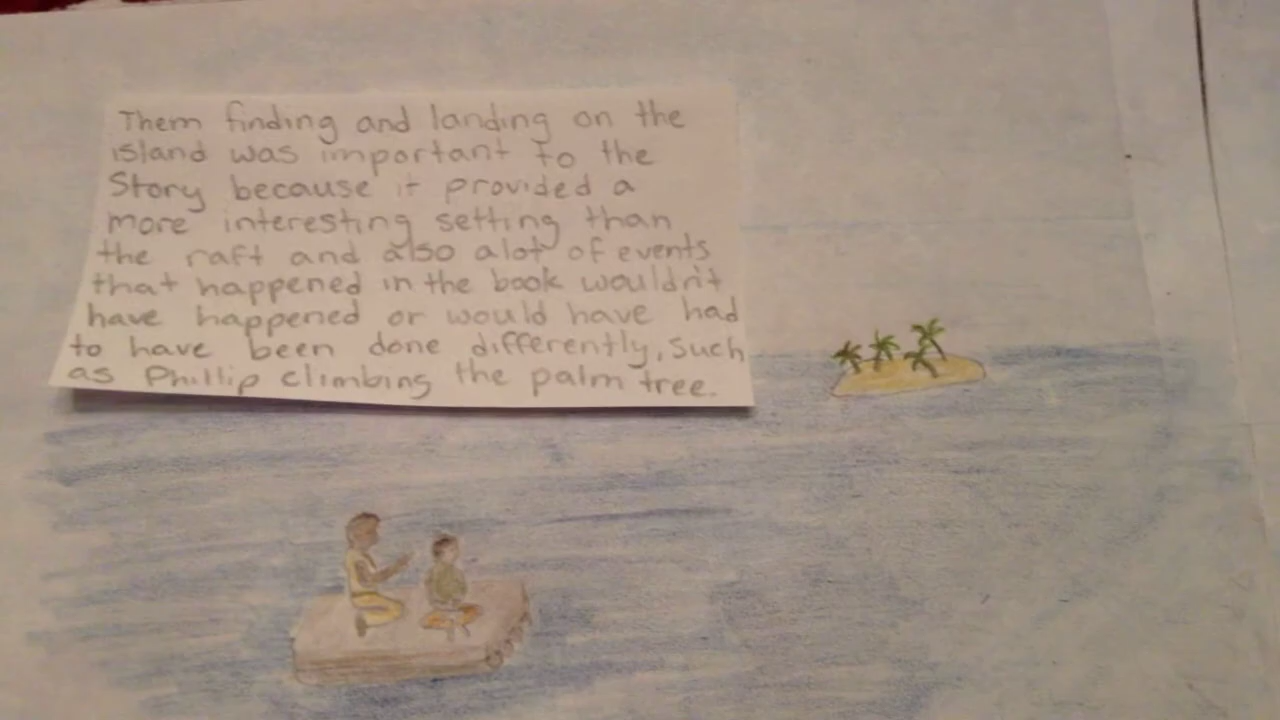 Them finding and landing on the
island was important to the
Story because it provided a
more interesting setting than
the raft and also alot of events
that happened in the book wouldn't
have happened or would have had
to have been done differently, such
as Phillip climbing the palm tree.